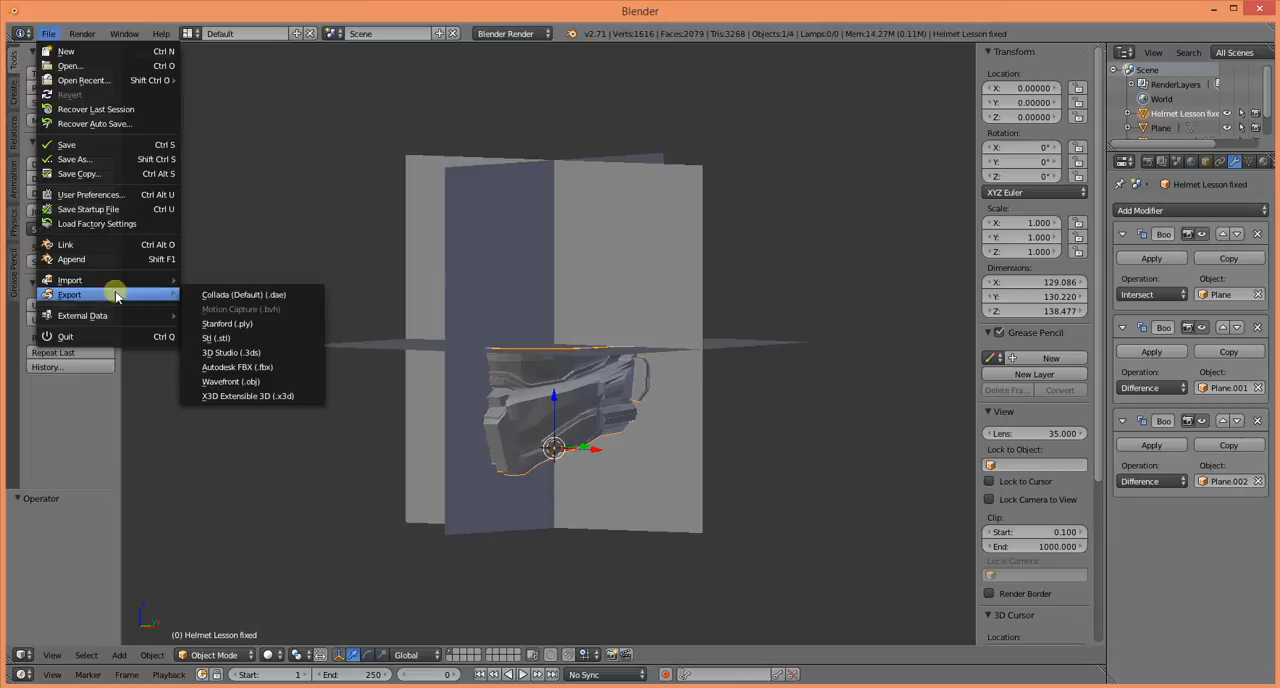 Blender
File Render Window Help Default Scene Blender Render v2.71 | Verts:1616 | Faces:2079 | Tris:3268 | Objects:1/4 | Lamps:0/0 | Mem:14.27M (0.11M) | Helmet Lesson fixed
New Ctrl N
Open...
Ctrl O
Open Recent... Shift Ctrl O
Revert
Recover Last Session
Recover Auto Save...
Save Ctrl S
Save As... Shift Ctrl S
Save Copy... Ctrl Alt S
User Preferences... Ctrl Alt U
Save Startup File Ctrl U
Load Factory Settings
Link Ctrl Alt O
Append Shift F1
Import
Export
External Data
Quit Ctrl Q
Collada (Default) (.dae)
Motion Capture (.bvh)
Stanford (.ply)
Stl (.stl)
3D Studio (.3ds)
Autodesk FBX (.fbx)
Wavefront (.obj)
X3D Extensible 3D (.x3d)
Tools
Create
Relations
Animation
Physics
Grease Pencil
Repeat Last
History...
Operator
(0) Helmet Lesson fixed
Transform
Location:
X: 0.00000
Y: 0.00000
Z: 0.00000
Rotation:
X: 0°
Y: 0°
Z: 0°
XYZ Euler
Scale:
X: 1.000
Y: 1.000
Z: 1.000
Dimensions:
X: 129.086
Y: 130.220
Z: 138.477
Grease Pencil
New
New Layer
Delete Fra... Convert
View
Lens: 35.000
Lock to Object:
Lock to Cursor
Lock Camera to View
Clip:
Start: 0.100
End: 1000.000
Local Camera:
Render Border
3D Cursor
Location:
View Search All Scenes
Scene
RenderLayers
World
Helmet Lesson fixe
Plane
Helmet Lesson fixed
Add Modifier
Boo
Apply Copy
Operation: Object:
Intersect Plane
Boo
Apply Copy
Operation: Object:
Difference Plane.001
Boo
Apply Copy
Operation: Object:
Difference Plane.002
View Select Add Object Object Mode Global
View Marker Frame Playback Start: 1 End: 250 0 No Sync